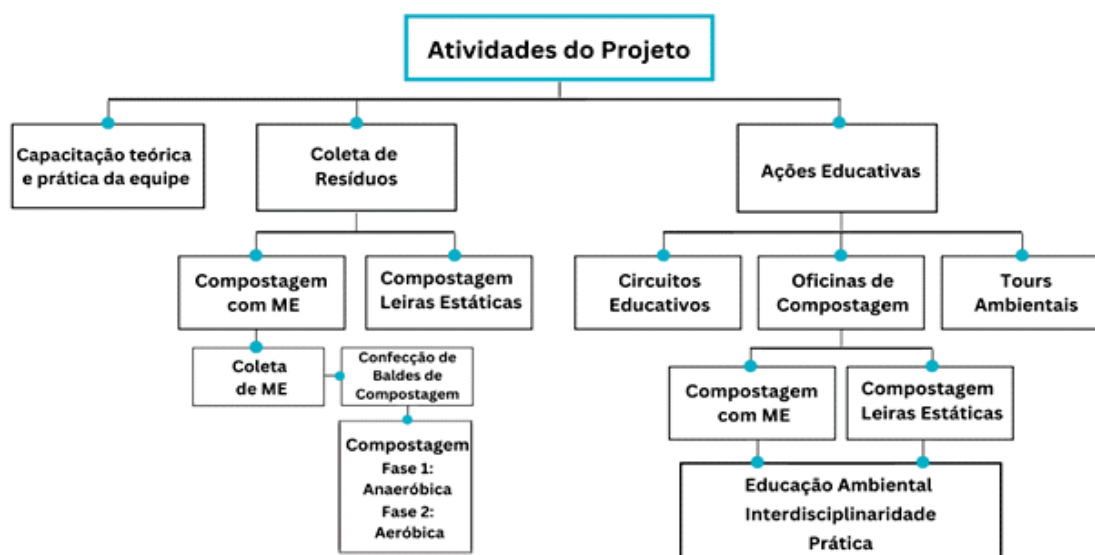 Atividades do Projeto
Capacitação teórica
e prática da equipe
Coleta de
Resíduos
Ações Educativas
Compostagem
com ME
Compostagem
Leiras Estáticas
Circuitos
Educativos
Oficinas de
Compostagem
Tours
Ambientais
Coleta
de ME
Confecção de
Baldes de
Compostagem
Compostagem
Fase 1:
Anaeróbica
Fase 2:
Aeróbica
Compostagem
com ME
Compostagem
Leiras Estáticas
Educação Ambiental
Interdisciplinaridade
Prática